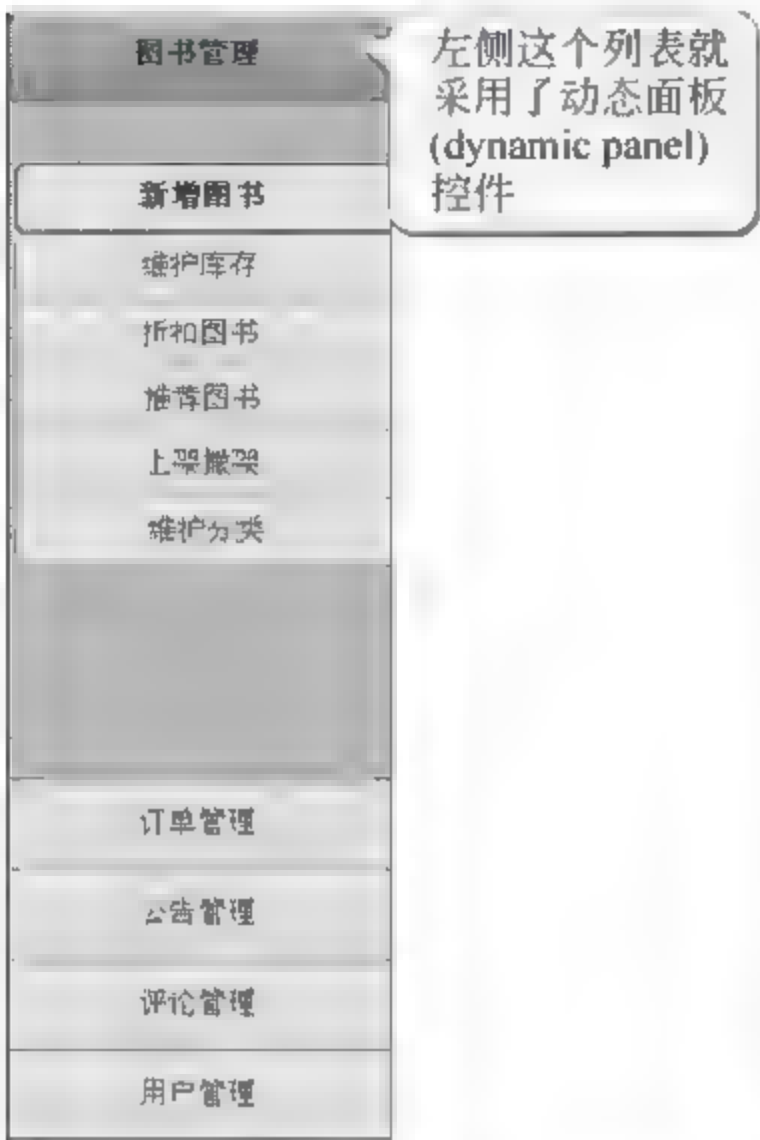 图书管理
左侧这个列表就
采用了动态面板
(dynamic panel)
控件
新增图书
维护库存
折扣图书
推荐图书
上架撤架
维护分类
订单管理
公告管理
评论管理
用户管理